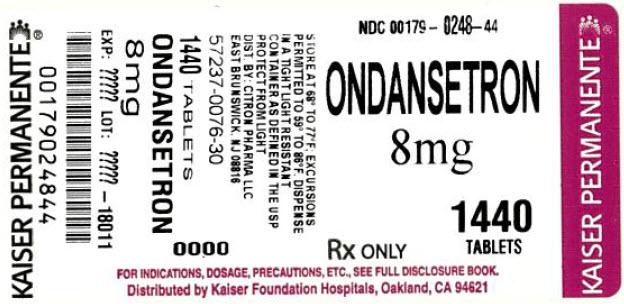 KAISER PERMANENTE®
00179024844
EXP: ????? LOT: ????? -18011
8mg
ONDANSETRON
1440 TABLETS
57237-0076-30
STORE AT 68° TO 77°F. EXCURSIONS
PERMITTED TO 59° TO 86°F. DISPENSE
IN A TIGHT LIGHT RESISTANT
CONTAINER AS DEFINED IN THE USP
PROTECT FROM LIGHT
DIST. BY: CITRON PHARMA LLC
EAST BRUNSWICK, NJ 08816
0000
NDC 00179-0248-44
ONDANSETRON
8mg
1440
TABLETS
Rx ONLY
FOR INDICATIONS, DOSAGE, PRECAUTIONS, ETC., SEE FULL DISCLOSURE BOOK.
Distributed by Kaiser Foundation Hospitals, Oakland, CA 94621
KAISER PERMANENTE®